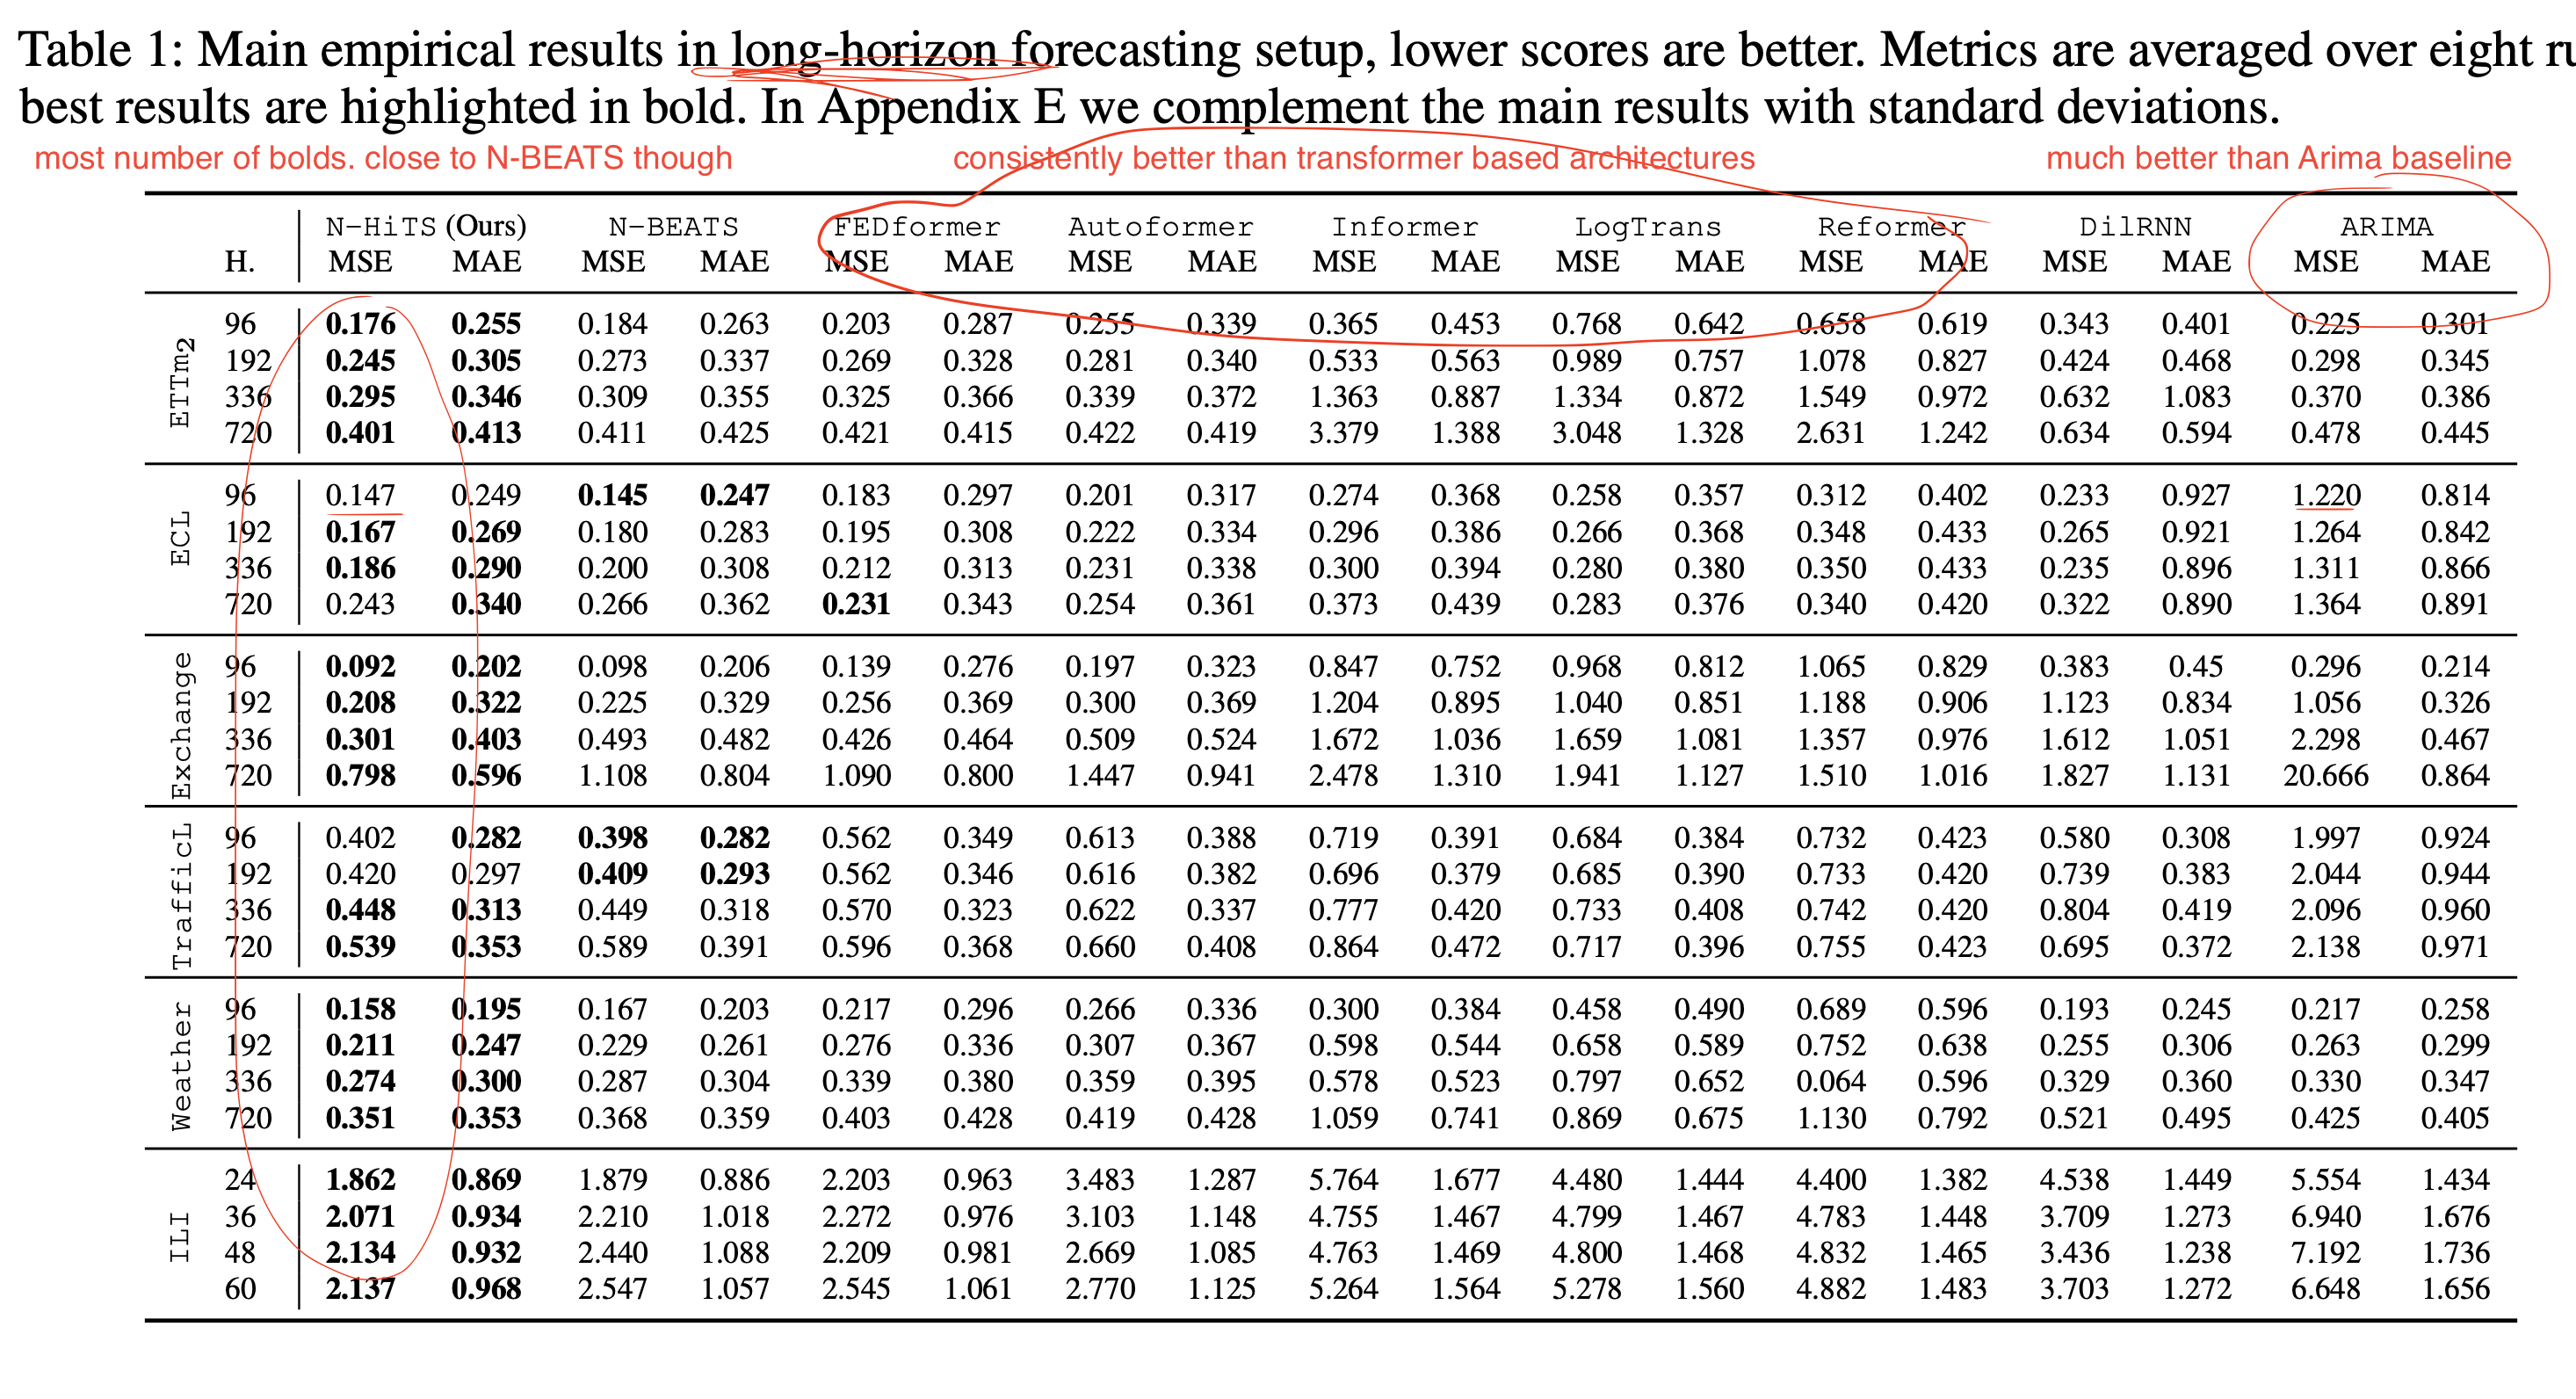 Table 1: Main empirical results in long-horizon forecasting setup, lower scores are better. Metrics are averaged over eight ru
best results are highlighted in bold. In Appendix E we complement the main results with standard deviations.
most number of bolds. close to N-BEATS though consistently better than transformer based architectures much better than Arima baseline
N-HiTS (Ours) N-BEATS FEDformer Autoformer Informer LogTrans Reformer DilRNN ARIMA
H. MSE MAE MSE MAE MSE MAE MSE MAE MSE MAE MSE MAE MSE MAE MSE MAE MSE MAE
ETTm2
96 0.176 0.255 0.184 0.263 0.203 0.287 0.255 0.339 0.365 0.453 0.768 0.642 0.658 0.619 0.343 0.401 0.225 0.301
192 0.245 0.305 0.273 0.337 0.269 0.328 0.281 0.340 0.533 0.563 0.989 0.757 1.078 0.827 0.424 0.468 0.298 0.345
336 0.295 0.346 0.309 0.355 0.325 0.366 0.339 0.372 1.363 0.887 1.334 0.872 1.549 0.972 0.632 1.083 0.370 0.386
720 0.401 0.413 0.411 0.425 0.421 0.415 0.422 0.419 3.379 1.388 3.048 1.328 2.631 1.242 0.634 0.594 0.478 0.445
ECL
96 0.147 0.249 0.145 0.247 0.183 0.297 0.201 0.317 0.274 0.368 0.258 0.357 0.312 0.402 0.233 0.927 1.220 0.814
192 0.167 0.269 0.180 0.283 0.195 0.308 0.222 0.334 0.296 0.386 0.266 0.368 0.348 0.433 0.265 0.921 1.264 0.842
336 0.186 0.290 0.200 0.308 0.212 0.313 0.231 0.338 0.300 0.394 0.280 0.380 0.350 0.433 0.235 0.896 1.311 0.866
720 0.243 0.340 0.266 0.362 0.231 0.343 0.254 0.361 0.373 0.439 0.283 0.376 0.340 0.420 0.322 0.890 1.364 0.891
Exchange
96 0.092 0.202 0.098 0.206 0.139 0.276 0.197 0.323 0.847 0.752 0.968 0.812 1.065 0.829 0.383 0.45 0.296 0.214
192 0.208 0.322 0.225 0.329 0.256 0.369 0.300 0.369 1.204 0.895 1.040 0.851 1.188 0.906 1.123 0.834 1.056 0.326
336 0.301 0.403 0.493 0.482 0.426 0.464 0.509 0.524 1.672 1.036 1.659 1.081 1.357 0.976 1.612 1.051 2.298 0.467
720 0.798 0.596 1.108 0.804 1.090 0.800 1.447 0.941 2.478 1.310 1.941 1.127 1.510 1.016 1.827 1.131 20.666 0.864
TrafficL
96 0.402 0.282 0.398 0.282 0.562 0.349 0.613 0.388 0.719 0.391 0.684 0.384 0.732 0.423 0.580 0.308 1.997 0.924
192 0.420 0.297 0.409 0.293 0.562 0.346 0.616 0.382 0.696 0.379 0.685 0.390 0.733 0.420 0.739 0.383 2.044 0.944
336 0.448 0.313 0.449 0.318 0.570 0.323 0.622 0.337 0.777 0.420 0.733 0.408 0.742 0.420 0.804 0.419 2.096 0.960
720 0.539 0.353 0.589 0.391 0.596 0.368 0.660 0.408 0.864 0.472 0.717 0.396 0.755 0.423 0.695 0.372 2.138 0.971
Weather
96 0.158 0.195 0.167 0.203 0.217 0.296 0.266 0.336 0.300 0.384 0.458 0.490 0.689 0.596 0.193 0.245 0.217 0.258
192 0.211 0.247 0.229 0.261 0.276 0.336 0.307 0.367 0.598 0.544 0.658 0.589 0.752 0.638 0.255 0.306 0.263 0.299
336 0.274 0.300 0.287 0.304 0.339 0.380 0.359 0.395 0.578 0.523 0.797 0.652 0.064 0.596 0.329 0.360 0.330 0.347
720 0.351 0.353 0.368 0.359 0.403 0.428 0.419 0.428 1.059 0.741 0.869 0.675 1.130 0.792 0.521 0.495 0.425 0.405
ILI
24 1.862 0.869 1.879 0.886 2.203 0.963 3.483 1.287 5.764 1.677 4.480 1.444 4.400 1.382 4.538 1.449 5.554 1.434
36 2.071 0.934 2.210 1.018 2.272 0.976 3.103 1.148 4.755 1.467 4.799 1.467 4.783 1.448 3.709 1.273 6.940 1.676
48 2.134 0.932 2.440 1.088 2.209 0.981 2.669 1.085 4.763 1.469 4.800 1.468 4.832 1.465 3.436 1.238 7.192 1.736
60 2.137 0.968 2.547 1.057 2.545 1.061 2.770 1.125 5.264 1.564 5.278 1.560 4.882 1.483 3.703 1.272 6.648 1.656